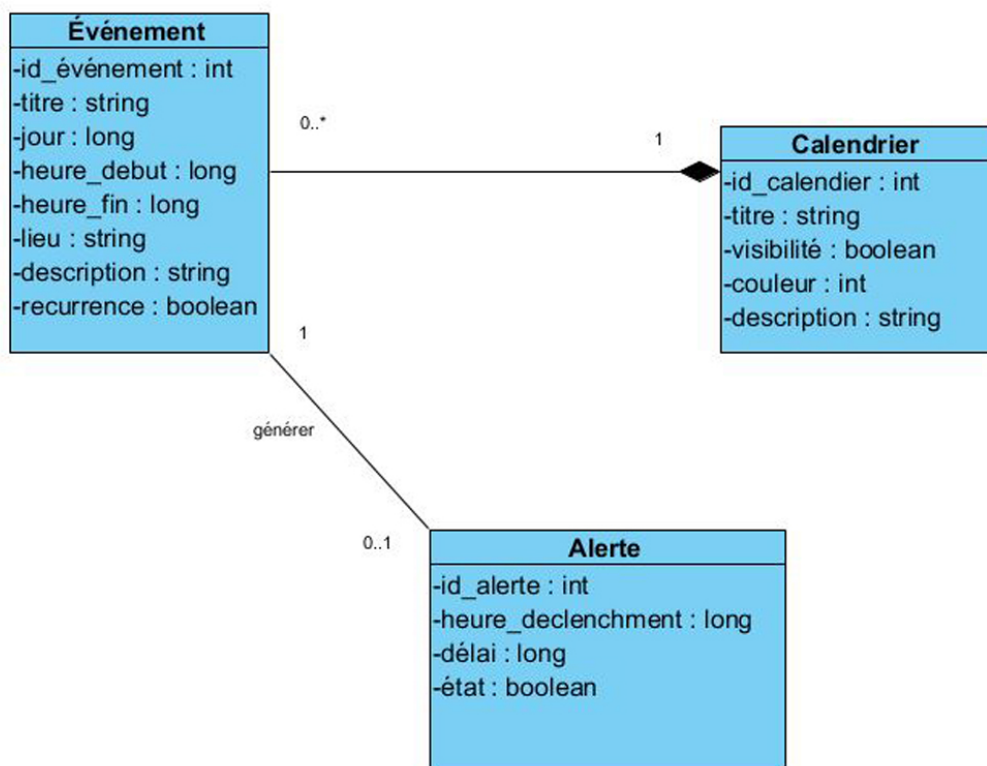 Événement
-id_événement : int
-titre : string
-jour : long
-heure_debut : long
-heure_fin : long
-lieu : string
-description : string
-recurrence : boolean
0..*
1
Calendrier
-id_calendier : int
-titre : string
-visibilité : boolean
-couleur : int
-description : string
1
générer
0..1
Alerte
-id_alerte : int
-heure_declenchment : long
-délai : long
-état : boolean